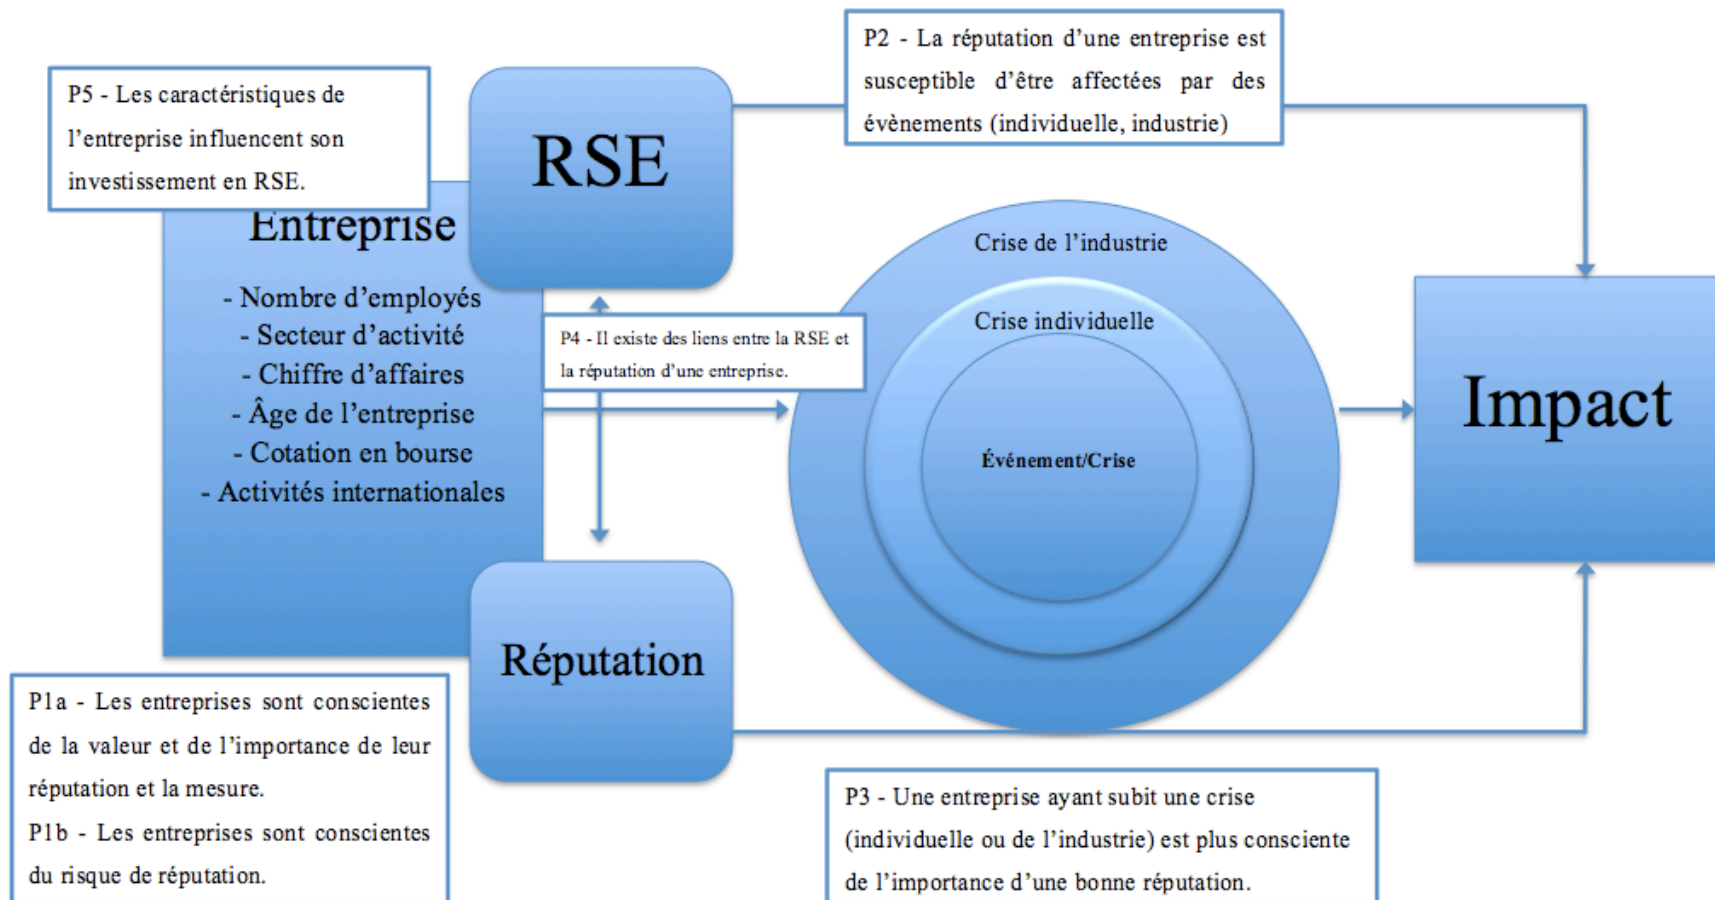 P2 - La réputation d’une entreprise est
susceptible d’être affectées par des
évènements (individuelle, industrie)
P5 - Les caractéristiques de
l’entreprise influencent son
investissement en RSE.
RSE
Entreprise
- Nombre d’employés
- Secteur d’activité
- Chiffre d’affaires
- Âge de l’entreprise
- Cotation en bourse
- Activités internationales
P4 - Il existe des liens entre la RSE et
la réputation d’une entreprise.
Crise de l’industrie
Crise individuelle
Événement/Crise
Impact
Réputation
P1a - Les entreprises sont conscientes
de la valeur et de l’importance de leur
réputation et la mesure.
P1b - Les entreprises sont conscientes
du risque de réputation.
P3 - Une entreprise ayant subit une crise
(individuelle ou de l’industrie) est plus consciente
de l’importance d’une bonne réputation.